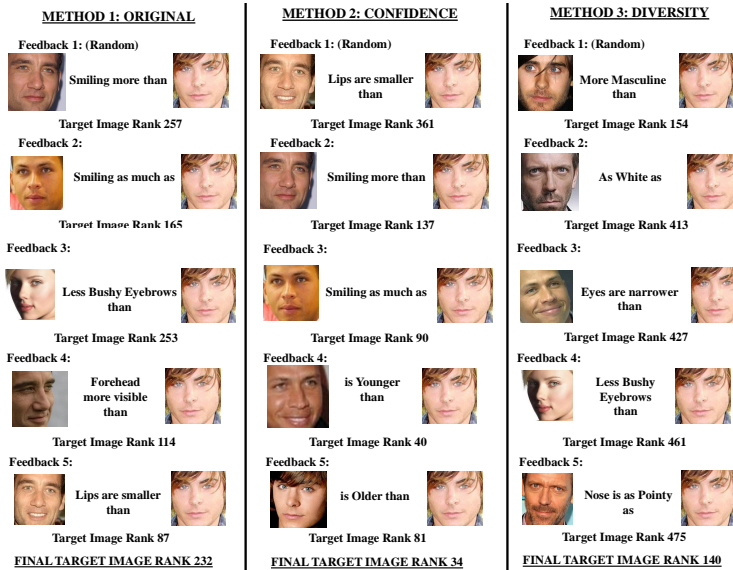 METHOD 1: ORIGINAL
Feedback 1: (Random)
Smiling more than
Target Image Rank 257
Feedback 2:
Smiling as much as
Target Image Rank 165
Feedback 3:
Less Bushy Eyebrows
than
Target Image Rank 253
Feedback 4:
Forehead
more visible
than
Target Image Rank 114
Feedback 5:
Lips are smaller
than
Target Image Rank 87
FINAL TARGET IMAGE RANK 232
METHOD 2: CONFIDENCE
Feedback 1: (Random)
Lips are smaller
than
Target Image Rank 361
Feedback 2:
Smiling more than
Target Image Rank 137
Feedback 3:
Smiling as much as
Target Image Rank 90
Feedback 4:
is Younger
than
Target Image Rank 40
Feedback 5:
is Older than
Target Image Rank 81
FINAL TARGET IMAGE RANK 34
METHOD 3: DIVERSITY
Feedback 1: (Random)
More Masculine
than
Target Image Rank 154
Feedback 2:
As White as
Target Image Rank 413
Feedback 3:
Eyes are narrower
than
Target Image Rank 427
Feedback 4:
Less Bushy
Eyebrows
than
Target Image Rank 461
Feedback 5:
Nose is as Pointy
as
Target Image Rank 475
FINAL TARGET IMAGE RANK 140